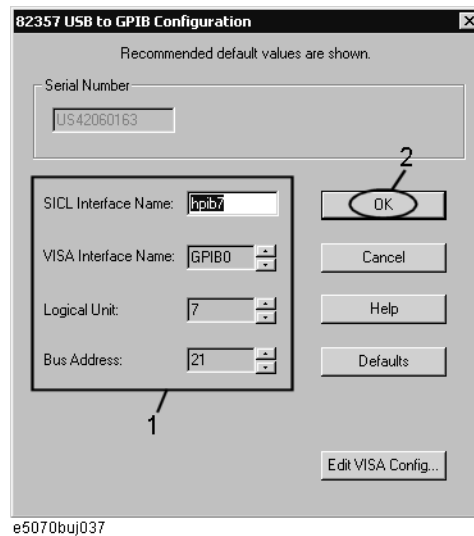 82357 USB to GPIB Configuration
Recommended default values are shown.
Serial Number
US42060163
2
SICL Interface Name: hpib7
OK
VISA Interface Name: GPIB0
Cancel
Logical Unit: 7
Help
Bus Address: 21
Defaults
1
Edit VISA Config...
e5070buj037